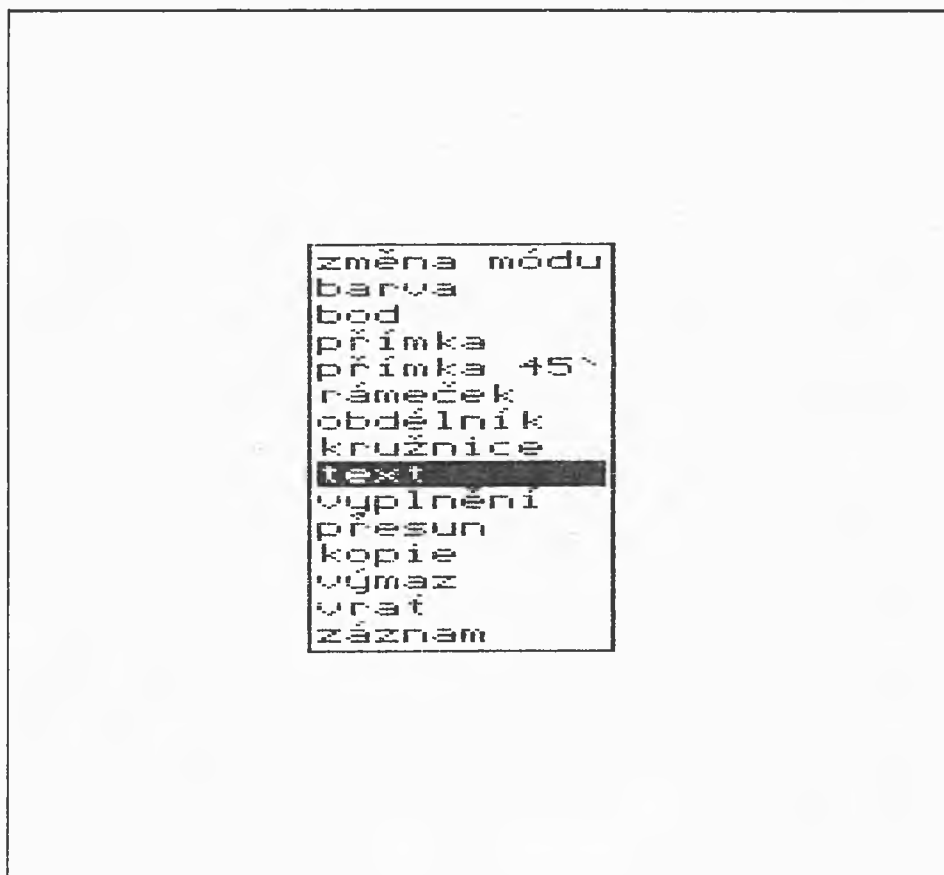 změna módu
barva
bod
přímka
přímka 45`
rámeček
obdélník
kružnice
text
vyplnění
přesun
kopie
výmaz
vrať
záznam